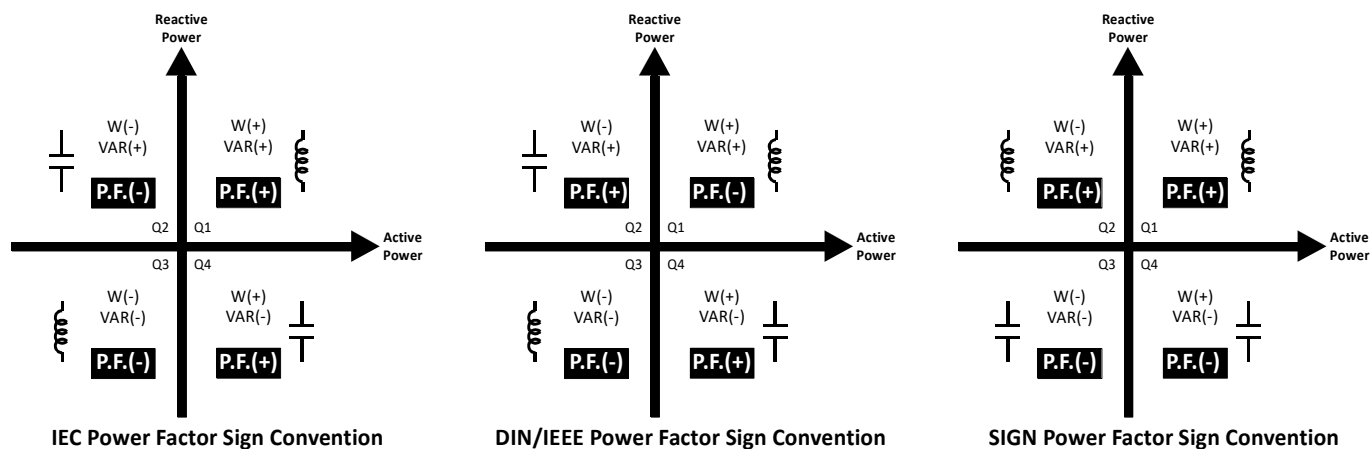 Reactive
Power
W(-)
VAR(+)
P.F.(-)
W(+)
VAR(+)
P.F.(+)
Q2
Q1
Active
Power
Q3
Q4
W(-)
VAR(-)
P.F.(-)
W(+)
VAR(-)
P.F.(+)
IEC Power Factor Sign Convention
Reactive
Power
W(-)
VAR(+)
P.F.(+)
W(+)
VAR(+)
P.F.(-)
Q2
Q1
Active
Power
Q3
Q4
W(-)
VAR(-)
P.F.(-)
W(+)
VAR(-)
P.F.(+)
DIN/IEEE Power Factor Sign Convention
Reactive
Power
W(-)
VAR(+)
P.F.(+)
W(+)
VAR(+)
P.F.(+)
Q2
Q1
Active
Power
Q3
Q4
W(-)
VAR(-)
P.F.(-)
W(+)
VAR(-)
P.F.(-)
SIGN Power Factor Sign Convention